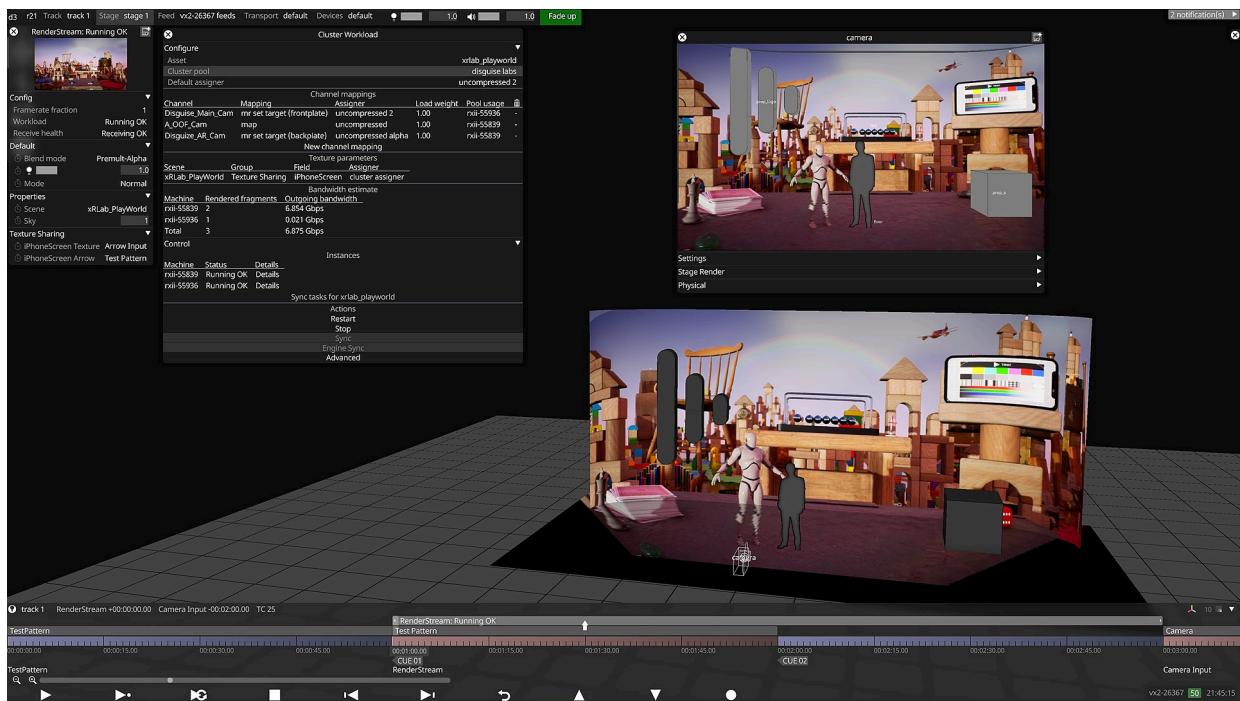 d3 r21 Track track 1 Stage stage 1 Feed vx2-26367 feeds Transport default Devices default 1.0 1.0 Fade up
2 notification(s)
RenderStream: Running OK
Config
Framerate fraction 1
Workload Running OK
Receive health Receiving OK
Default
Blend mode Premult-Alpha
1.0
Mode Normal
Properties
Scene xRLab_PlayWorld
Sky 1
Texture Sharing
iPhoneScreen Texture Arrow Input
iPhoneScreen Arrow Test Pattern
Cluster Workload
Configure
Asset xrlab_playworld
Cluster pool disguise labs
Default assigner uncompressed 2
Channel mappings
Channel Mapping Assigner Load weight Pool usage
Disguise_Main_Cam mr set target (frontplate) uncompressed 2 1.00 rxii-55936 -
A_OOF_Cam map uncompressed 1.00 rxii-55839 -
Disguize_AR_Cam mr set target (backplate) uncompressed alpha 1.00 rxii-55839 -
New channel mapping
Texture parameters
Scene Group Field Assigner
xRLab_PlayWorld Texture Sharing iPhoneScreen cluster assigner
Bandwidth estimate
Machine Rendered fragments Outgoing bandwidth
rxii-55839 2 6.854 Gbps
rxii-55936 1 0.021 Gbps
Total 3 6.875 Gbps
Control
Instances
Machine Status Details
rxii-55839 Running OK Details
rxii-55936 Running OK Details
Sync tasks for xrlab_playworld
Actions
Restart
Stop
Sync
Engine Sync
Advanced
camera
prop_a
floor
Settings
Stage Render
Physical
camera
track 1 RenderStream +00:00:00.00 Camera Input -00:02:00.00 TC 25
10
RenderStream: Running OK
TestPattern Test Pattern Camera
00:00:00.00 00:00:15.00 00:00:30.00 00:00:45.00 00:01:00.00 00:01:15.00 00:01:30.00 00:01:45.00 00:02:00.00 00:02:15.00 00:02:30.00 00:02:45.00 00:03:00.00
CUE 01 CUE 02
TestPattern RenderStream Camera Input
vx2-26367 50 21:45:15